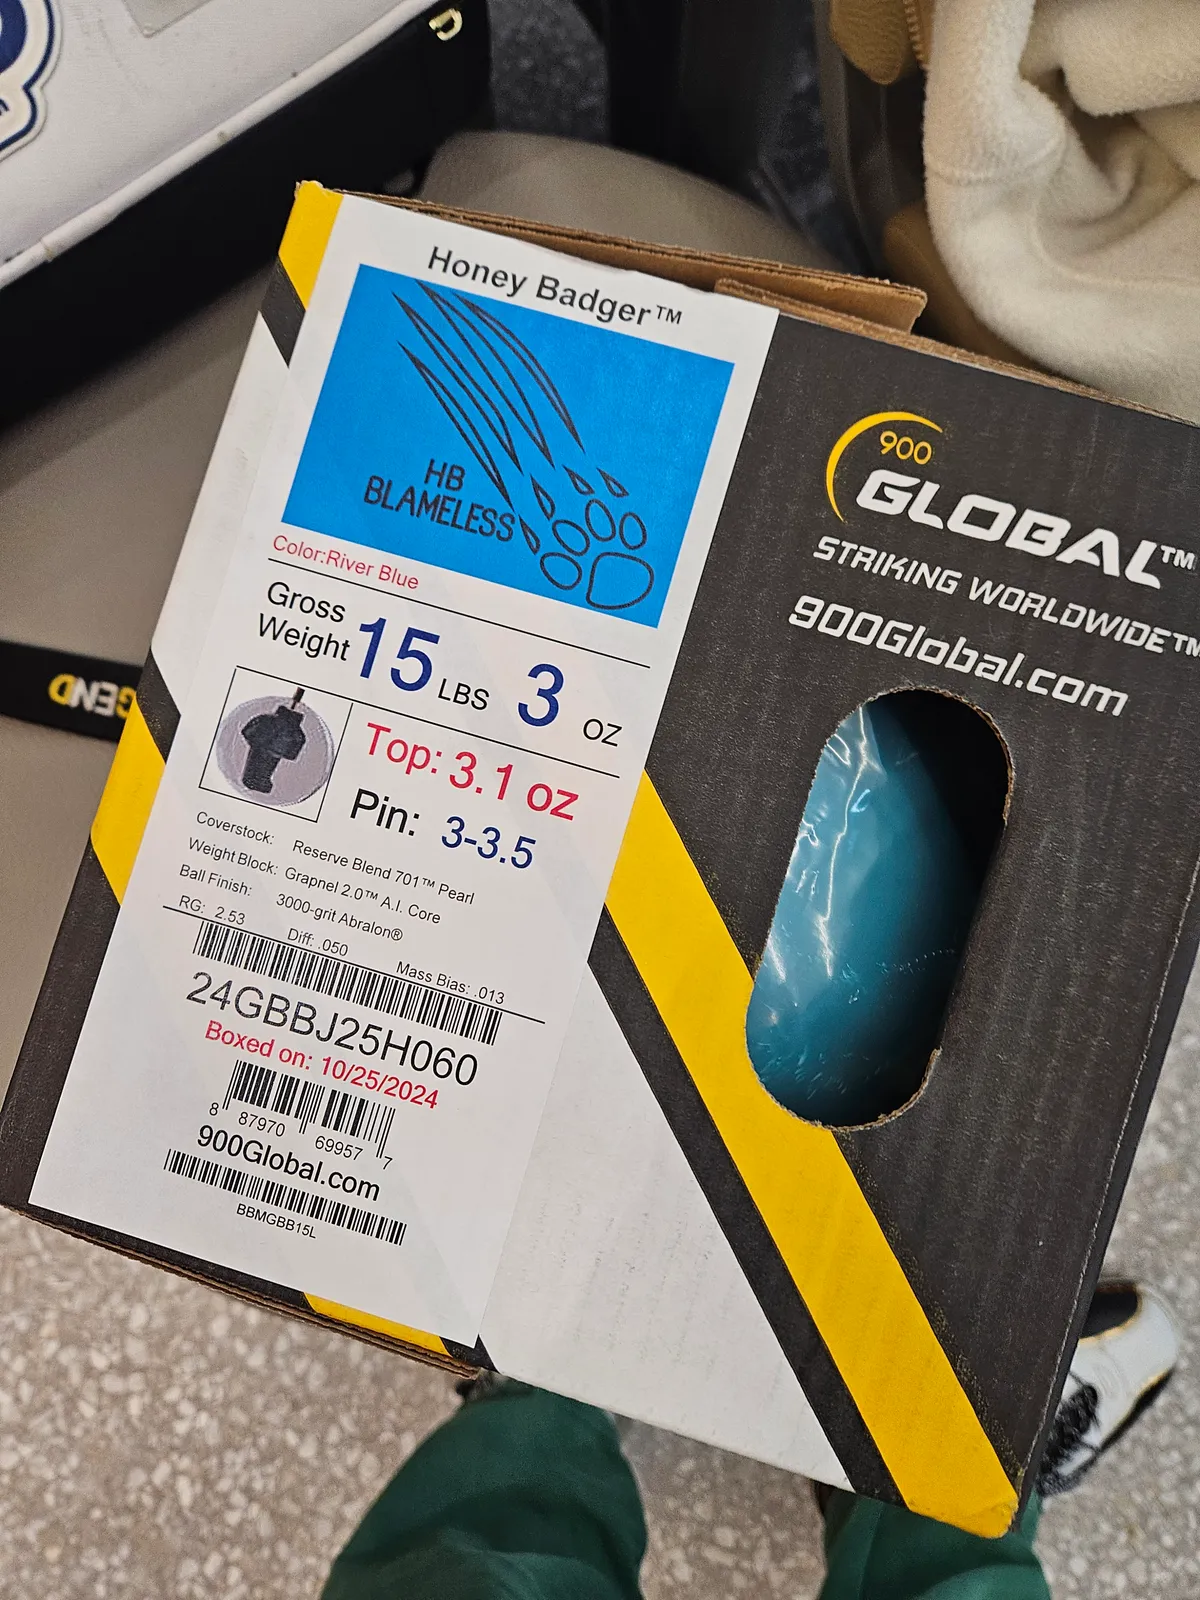 Honey Badger™
HB
BLAMELESS
Color:River Blue
Gross
Weight
15 LBS 3 oz
Top: 3.1 oz
Pin: 3-3.5
Coverstock: Reserve Blend 701™ Pearl
Weight Block: Grapnel 2.0™ A.I. Core
Ball Finish: 3000-grit Abralon®
RG: 2.53 Diff: .050 Mass Bias: .013
24GBBJ25H060
Boxed on: 10/25/2024
8 87970 69957 7
900Global.com
BBMGBB15L
900
GLOBAL™
STRIKING WORLDWIDE™
900Global.com
GEND